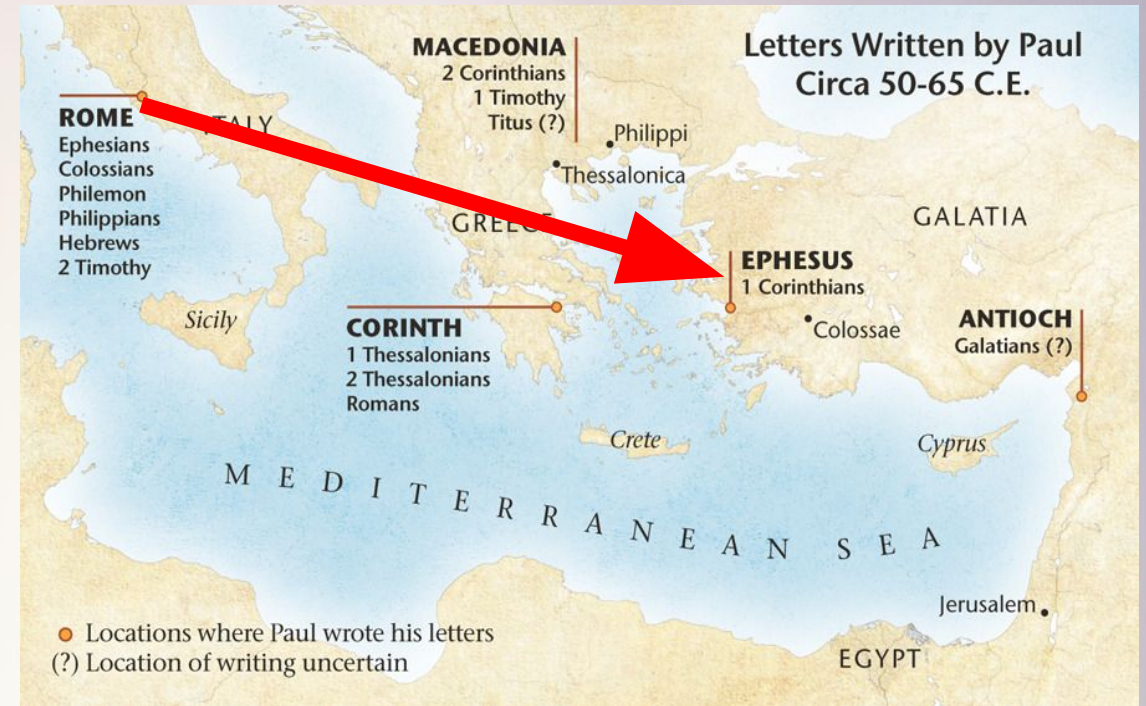 Letters Written by Paul
Circa 50-65 C.E.
MACEDONIA
2 Corinthians
1 Timothy
Titus (?)
ROME
Ephesians
Colossians
Philemon
Philippians
Hebrews
2 Timothy
ITALY
Philippi
Thessalonica
GREECE
GALATIA
EPHESUS
1 Corinthians
Colossae
ANTIOCH
Galatians (?)
Sicily
CORINTH
1 Thessalonians
2 Thessalonians
Romans
Crete
Cyprus
MEDITERRANEAN SEA
Jerusalem
EGYPT
Locations where Paul wrote his letters
(?) Location of writing uncertain